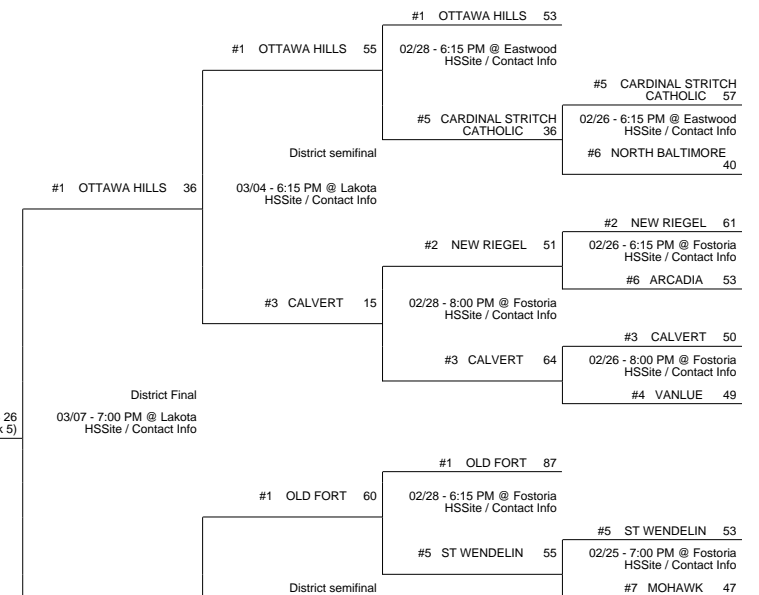 #1 OTTAWA HILLS 53
#1 OTTAWA HILLS 55
02/28 - 6:15 PM @ Eastwood
HSSite / Contact Info
#5 CARDINAL STRITCH
CATHOLIC 57
#5 CARDINAL STRITCH
CATHOLIC 36
02/26 - 6:15 PM @ Eastwood
HSSite / Contact Info
District semifinal
#6 NORTH BALTIMORE
40
#1 OTTAWA HILLS 36
03/04 - 6:15 PM @ Lakota
HSSite / Contact Info
#2 NEW RIEGEL 61
#2 NEW RIEGEL 51
02/26 - 6:15 PM @ Fostoria
HSSite / Contact Info
#6 ARCADIA 53
#3 CALVERT 15
02/28 - 8:00 PM @ Fostoria
HSSite / Contact Info
#3 CALVERT 50
#3 CALVERT 64
02/26 - 8:00 PM @ Fostoria
HSSite / Contact Info
#4 VANLUE 49
District Final
26
k 5)
03/07 - 7:00 PM @ Lakota
HSSite / Contact Info
#1 OLD FORT 87
#1 OLD FORT 60
02/28 - 6:15 PM @ Fostoria
HSSite / Contact Info
#5 ST WENDELIN 53
#5 ST WENDELIN 55
02/25 - 7:00 PM @ Fostoria
HSSite / Contact Info
District semifinal
#7 MOHAWK 47